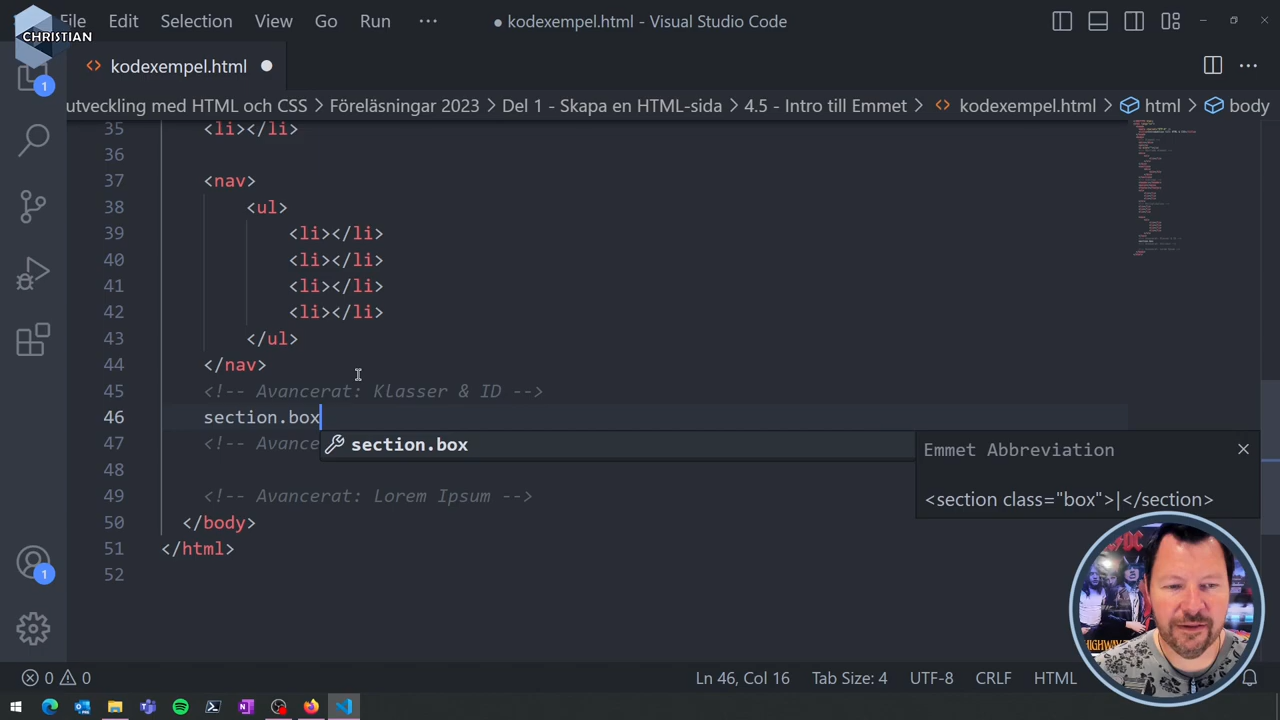 CHRISTIAN
File Edit Selection View Go Run ··· ● kodexempel.html - Visual Studio Code
kodexempel.html
utveckling med HTML och CSS > Föreläsningar 2023 > Del 1 - Skapa en HTML-sida > 4.5 - Intro till Emmet > kodexempel.html > html > body
35 <li></li>
36
37 <nav>
38 <ul>
39 <li></li>
40 <li></li>
41 <li></li>
42 <li></li>
43 </ul>
44 </nav>
45 <!-- Avancerat: Klasser & ID -->
46 section.box
47 <!-- Avance
section.box
Emmet Abbreviation
<section class="box">|</section>
48
49 <!-- Avancerat: Lorem Ipsum -->
50 </body>
51 </html>
52
1
1
HIGHWAY
0 0 Ln 46, Col 16 Tab Size: 4 UTF-8 CRLF HTML